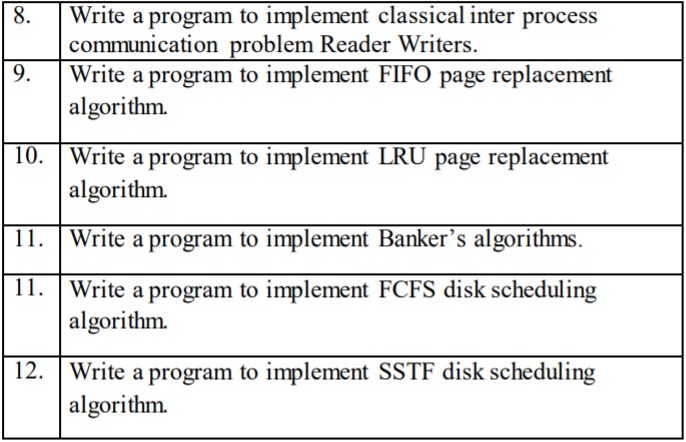 8. Write a program to implement classical inter process
communication problem Reader Writers.
9. Write a program to implement FIFO page replacement
algorithm.
10. Write a program to implement LRU page replacement
algorithm.
11. Write a program to implement Banker's algorithms.
11. Write a program to implement FCFS disk scheduling
algorithm.
12. Write a program to implement SSTF disk scheduling
algorithm.